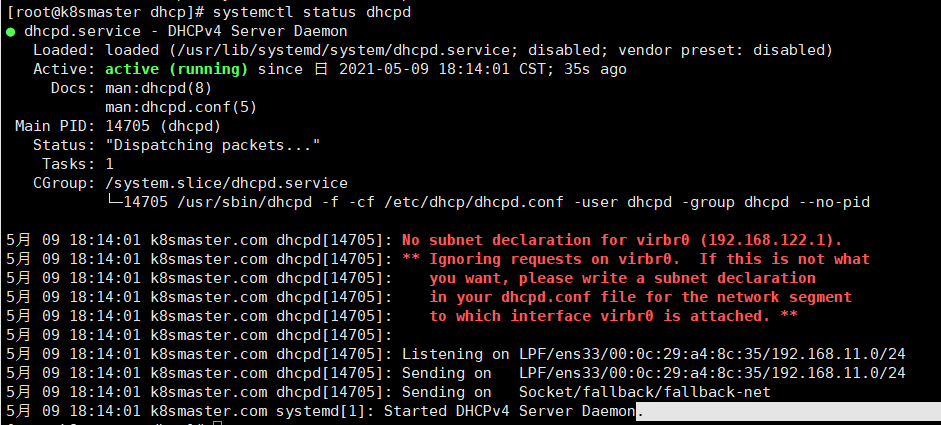 [root@k8smaster dhcp]# systemctl status dhcpd
● dhcpd.service - DHCPv4 Server Daemon
   Loaded: loaded (/usr/lib/systemd/system/dhcpd.service; disabled; vendor preset: disabled)
   Active: active (running) since 日 2021-05-09 18:14:01 CST; 35s ago
     Docs: man:dhcpd(8)
           man:dhcpd.conf(5)
 Main PID: 14705 (dhcpd)
   Status: "Dispatching packets..."
    Tasks: 1
   CGroup: /system.slice/dhcpd.service
           └─14705 /usr/sbin/dhcpd -f -cf /etc/dhcp/dhcpd.conf -user dhcpd -group dhcpd --no-pid
5月 09 18:14:01 k8smaster.com dhcpd[14705]: No subnet declaration for virbr0 (192.168.122.1).
5月 09 18:14:01 k8smaster.com dhcpd[14705]: ** Ignoring requests on virbr0.  If this is not what
5月 09 18:14:01 k8smaster.com dhcpd[14705]:    you want, please write a subnet declaration
5月 09 18:14:01 k8smaster.com dhcpd[14705]:    in your dhcpd.conf file for the network segment
5月 09 18:14:01 k8smaster.com dhcpd[14705]:    to which interface virbr0 is attached. **
5月 09 18:14:01 k8smaster.com dhcpd[14705]:
5月 09 18:14:01 k8smaster.com dhcpd[14705]: Listening on LPF/ens33/00:0c:29:a4:8c:35/192.168.11.0/24
5月 09 18:14:01 k8smaster.com dhcpd[14705]: Sending on   LPF/ens33/00:0c:29:a4:8c:35/192.168.11.0/24
5月 09 18:14:01 k8smaster.com dhcpd[14705]: Sending on   Socket/fallback/fallback-net
5月 09 18:14:01 k8smaster.com systemd[1]: Started DHCPv4 Server Daemon.